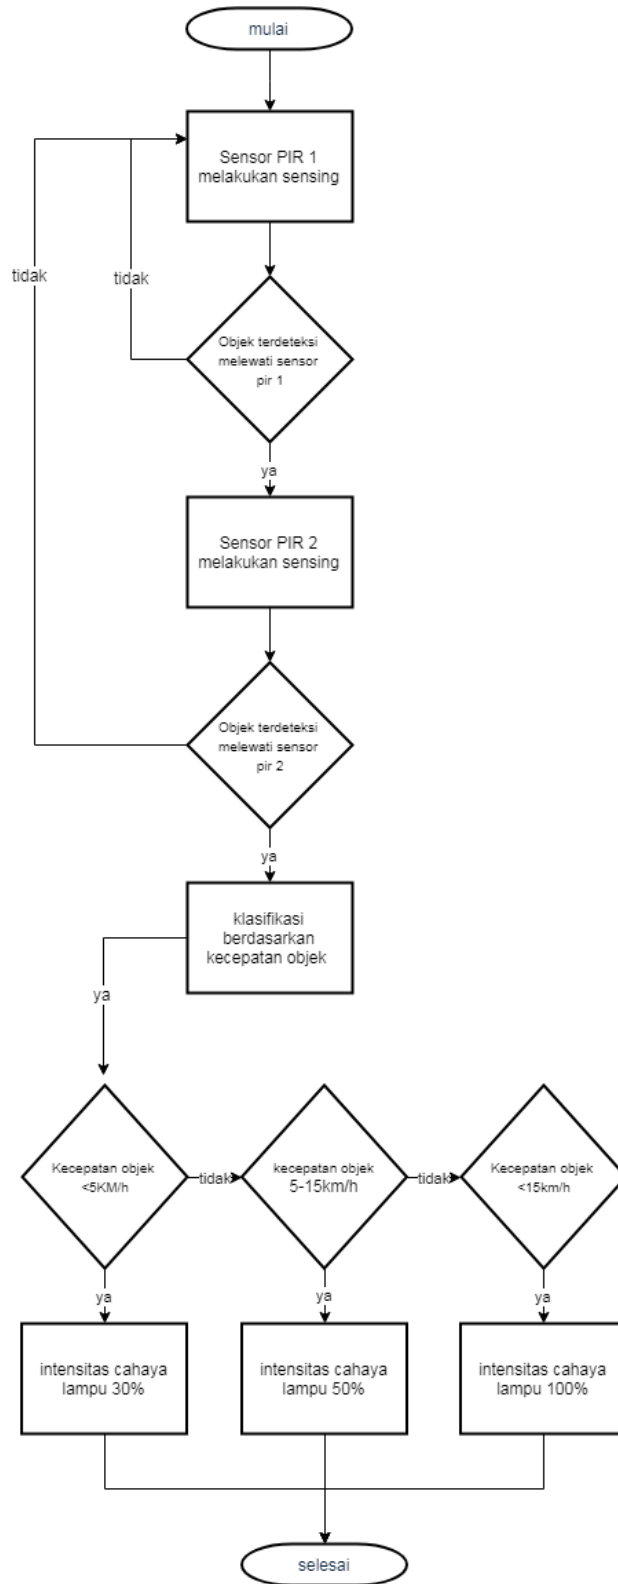 mulai
Sensor PIR 1
melakukan sensing
tidak
tidak
Objek terdeteksi
melewati sensor
pir 1
ya
Sensor PIR 2
melakukan sensing
Objek terdeteksi
melewati sensor
pir 2
ya
klasifikasi
berdasarkan
kecepatan objek
ya
Kecepatan objek
<5KM/h
tidak
kecepatan objek
5-15km/h
tidak
Kecepatan objek
<15km/h
ya
ya
ya
intensitas cahaya
lampu 30%
intensitas cahaya
lampu 50%
intensitas cahaya
lampu 100%
selesai